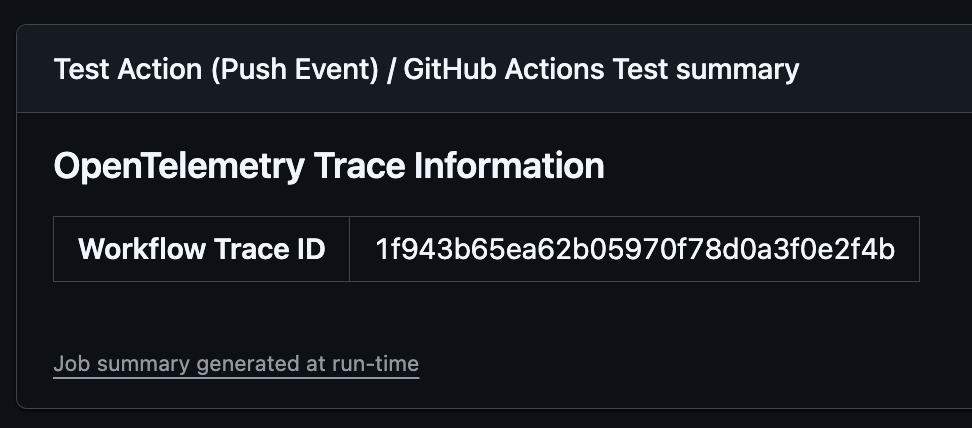 Test Action (Push Event) / GitHub Actions Test summary
OpenTelemetry Trace Information
Workflow Trace ID 1f943b65ea62b05970f78d0a3f0e2f4b
Job summary generated at run-time